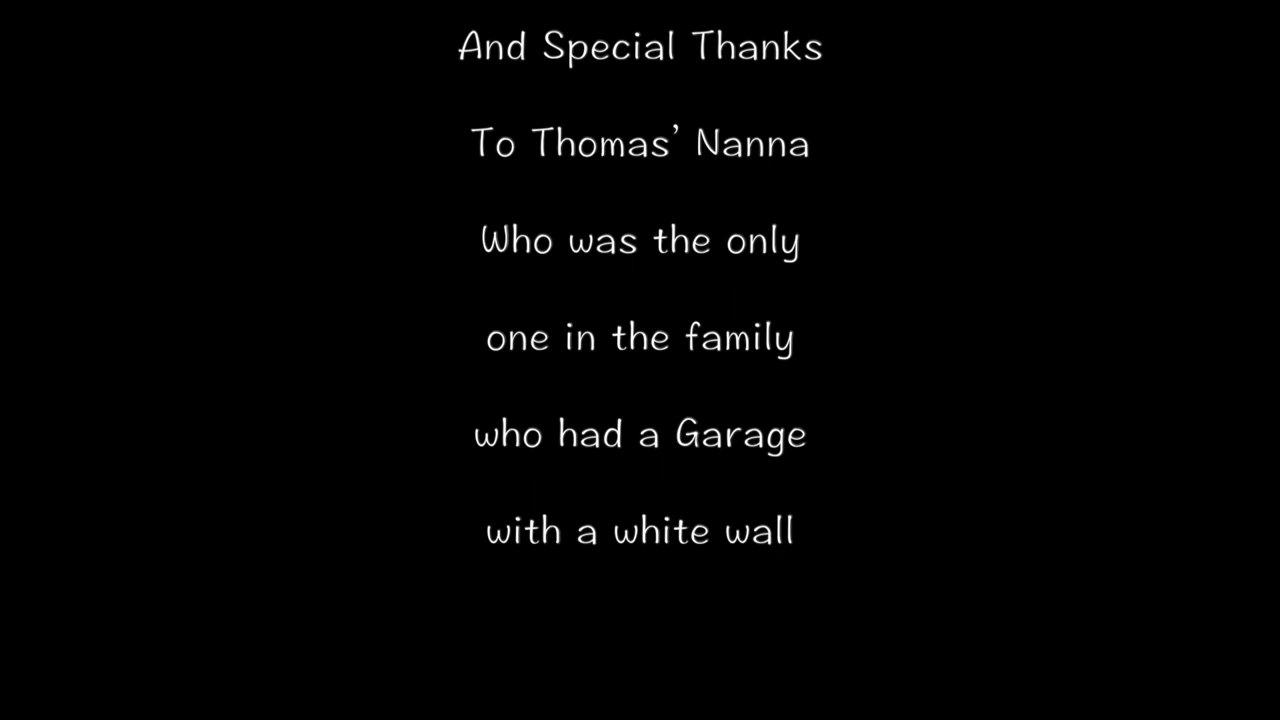 And Special Thanks
To Thomas’ Nanna
Who was the only
one in the family
who had a Garage
with a white wall